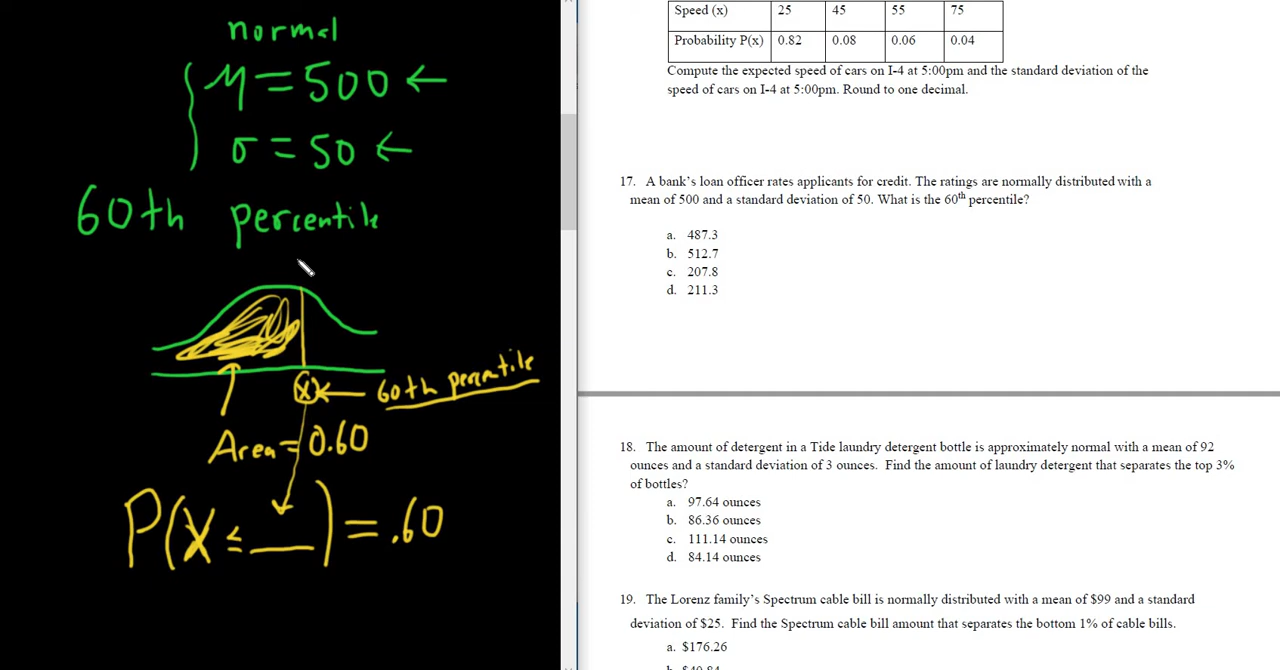 normal
μ = 500 ←
σ = 50 ←
60th percentile
x ← 60th percentile
Area = 0.60
P(X ≤ __) = .60
Speed (x) 25 45 55 75
Probability P(x) 0.82 0.08 0.06 0.04
Compute the expected speed of cars on I-4 at 5:00pm and the standard deviation of the
speed of cars on I-4 at 5:00pm. Round to one decimal.
17. A bank's loan officer rates applicants for credit. The ratings are normally distributed with a
mean of 500 and a standard deviation of 50. What is the 60th percentile?
a. 487.3
b. 512.7
c. 207.8
d. 211.3
18. The amount of detergent in a Tide laundry detergent bottle is approximately normal with a mean of 92
ounces and a standard deviation of 3 ounces. Find the amount of laundry detergent that separates the top 3%
of bottles?
a. 97.64 ounces
b. 86.36 ounces
c. 111.14 ounces
d. 84.14 ounces
19. The Lorenz family's Spectrum cable bill is normally distributed with a mean of $99 and a standard
deviation of $25. Find the Spectrum cable bill amount that separates the bottom 1% of cable bills.
a. $176.26